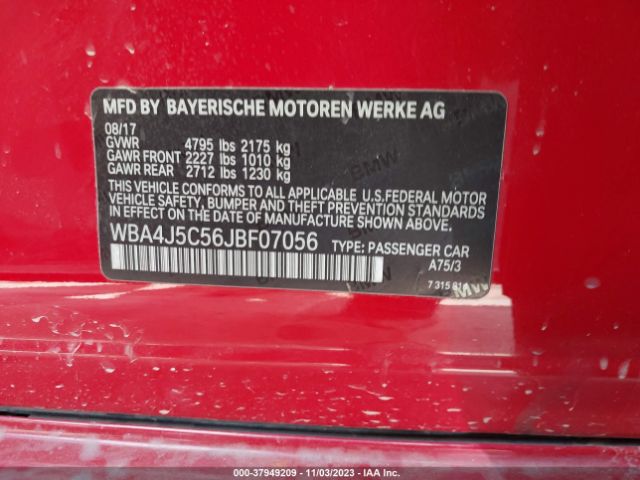 MFD BY BAYERISCHE MOTOREN WERKE AG
08/17
GVWR 4795 lbs 2175 kg
GAWR FRONT 2227 lbs 1010 kg
GAWR REAR 2712 lbs 1230 kg
THIS VEHICLE CONFORMS TO ALL APPLICABLE U.S.FEDERAL MOTOR
VEHICLE SAFETY, BUMPER, AND THEFT PREVENTION STANDARDS
IN EFFECT ON THE DATE OF MANUFACTURE SHOWN ABOVE.
WBA4J5C56JBF07056 TYPE: PASSENGER CAR
A75/3
7 315
000-37949209 - 11/03/2023 - IAA Inc.